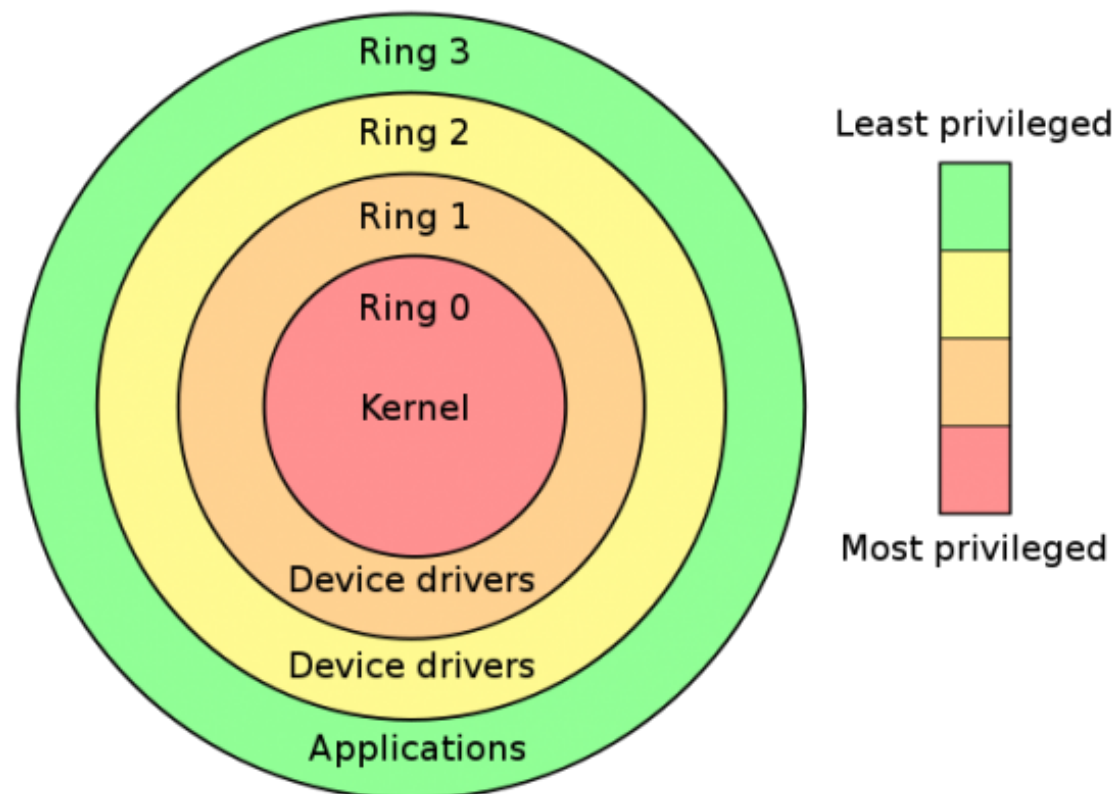 Ring 3
Ring 2
Ring 1
Ring 0
Kernel
Device drivers
Device drivers
Applications
Least privileged
Most privileged